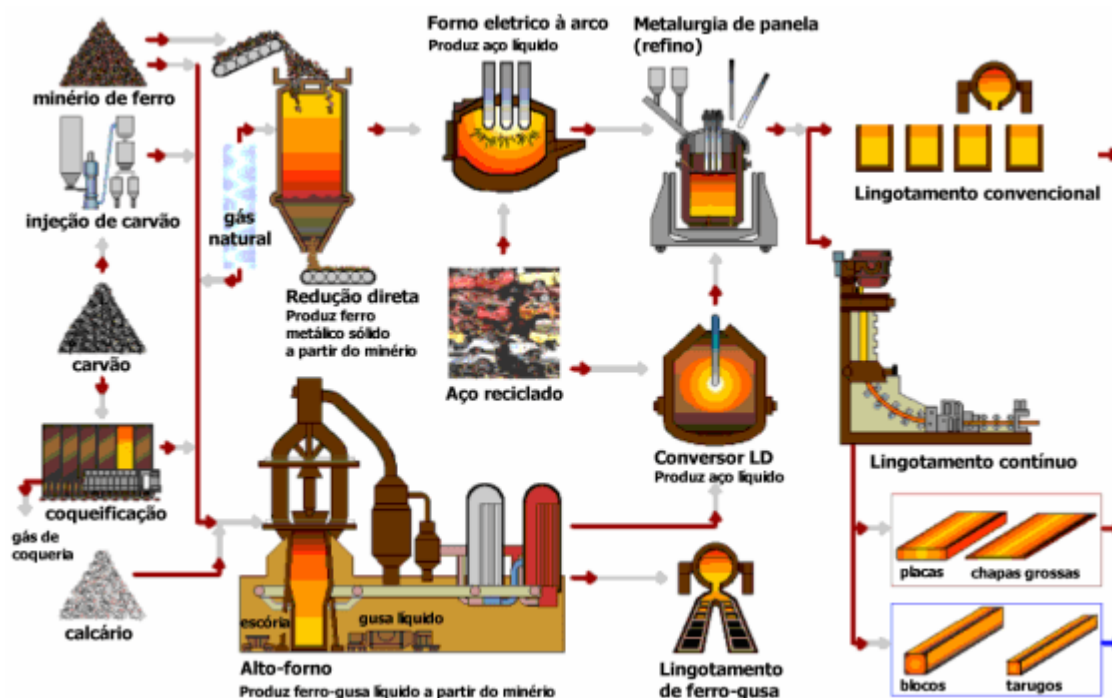 minério de ferro
injeção de carvão
carvão
coqueificação
gás de
coqueria
calcário
gás
natural
Redução direta
Produz ferro
metálico sólido
a partir do minério
Forno eletrico à arco
Produz aço líquido
Aço reciclado
Metalurgia de panela
(refino)
Conversor LD
Produz aço líquido
escória
gusa líquido
Alto-forno
Produz ferro-gusa líquido a partir do minério
Lingotamento
de ferro-gusa
Lingotamento convencional
Lingotamento contínuo
placas
chapas grossas
blocos
tarugos